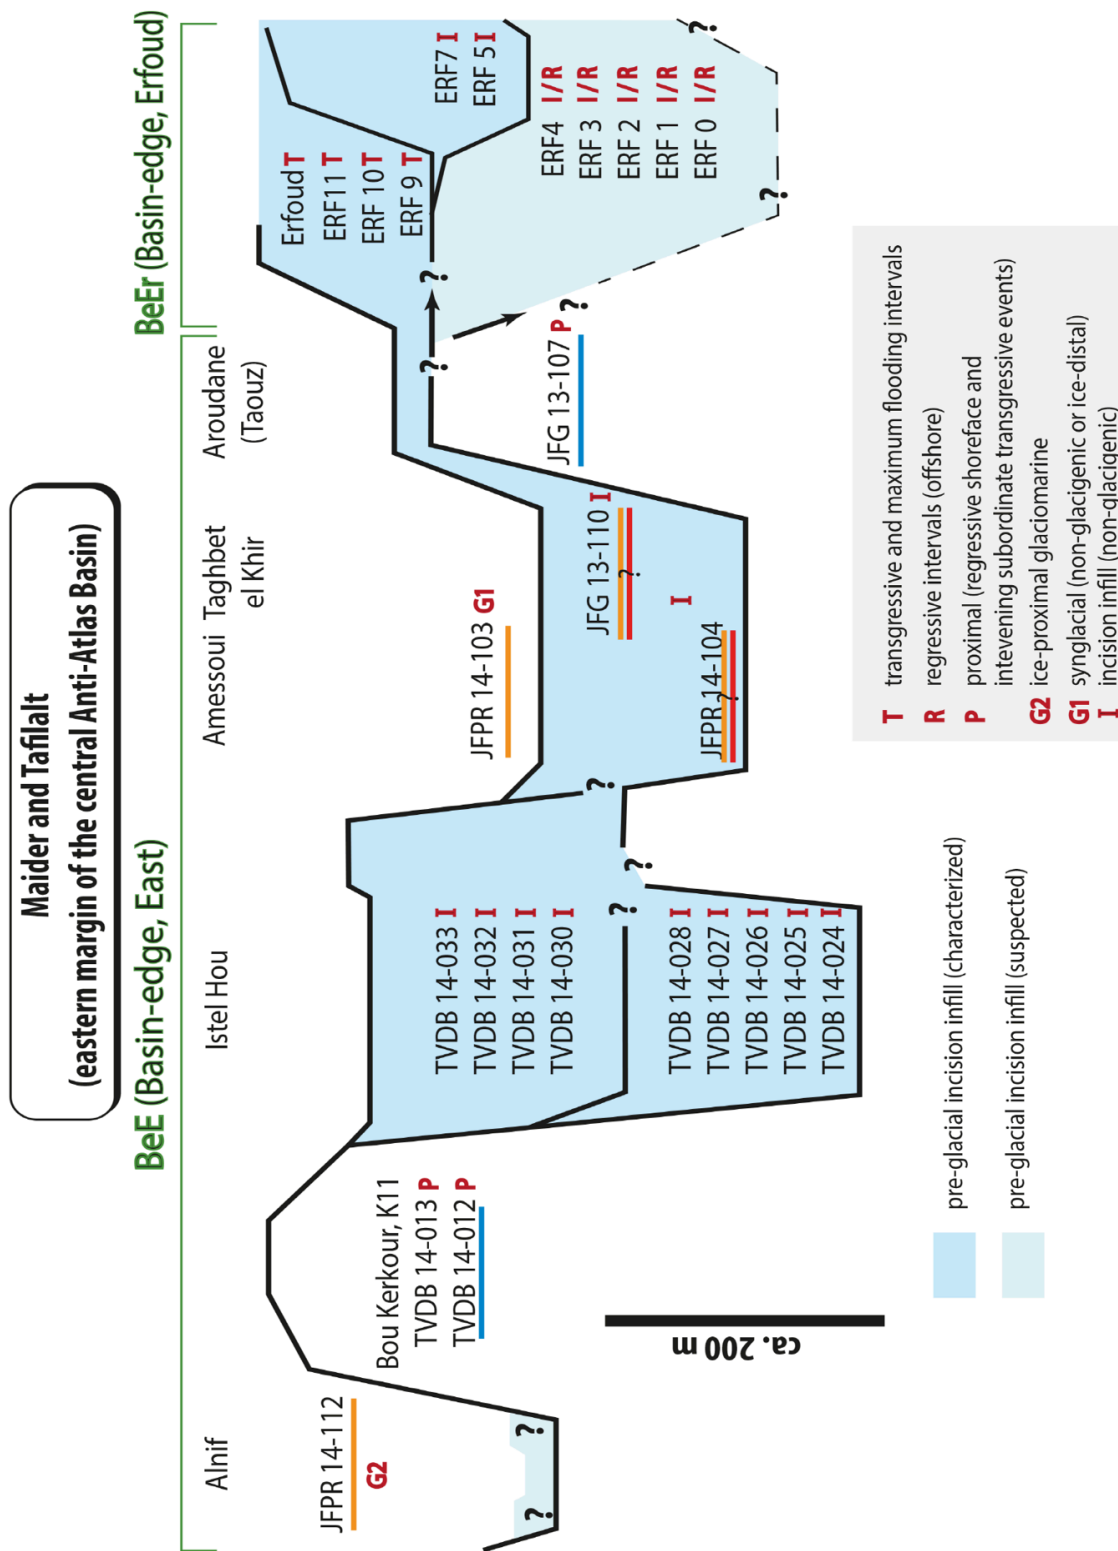 Maider and Tafilalt
(eastern margin of the central Anti-Atlas Basin)
BeE (Basin-edge, East)
BeEr (Basin-edge, Erfoud)
Alnif
Istel Hou
Amessoui
Taghbet
el Khir
Aroudane
(Taouz)
JFPR 14-112
G2
?
?
Bou Kerkour, K11
TVDB 14-013 P
TVDB 14-012 P
TVDB 14-033 I
TVDB 14-032 I
TVDB 14-031 I
TVDB 14-030 I
?
?
TVDB 14-028 I
TVDB 14-027 I
TVDB 14-026 I
TVDB 14-025 I
TVDB 14-024 I
?
JFPR 14-103 G1
JFG 13-110 I
?
I
JFPR 14-104
?
JFG 13-107 P
?
?
?
Erfoud T
ERF11 T
ERF 10 T
ERF 9 T
ERF7 I
ERF 5 I
ERF4 I/R
ERF 3 I/R
ERF 2 I/R
ERF 1 I/R
ERF 0 I/R
?
?
ca. 200 m
pre-glacial incision infill (characterized)
pre-glacial incision infill (suspected)
T transgressive and maximum flooding intervals
R regressive intervals (offshore)
P proximal (regressive shoreface and
intevening subordinate transgressive events)
G2 ice-proximal glaciomarine
G1 synglacial (non-glacigenic or ice-distal)
I incision infill (non-glacigenic)